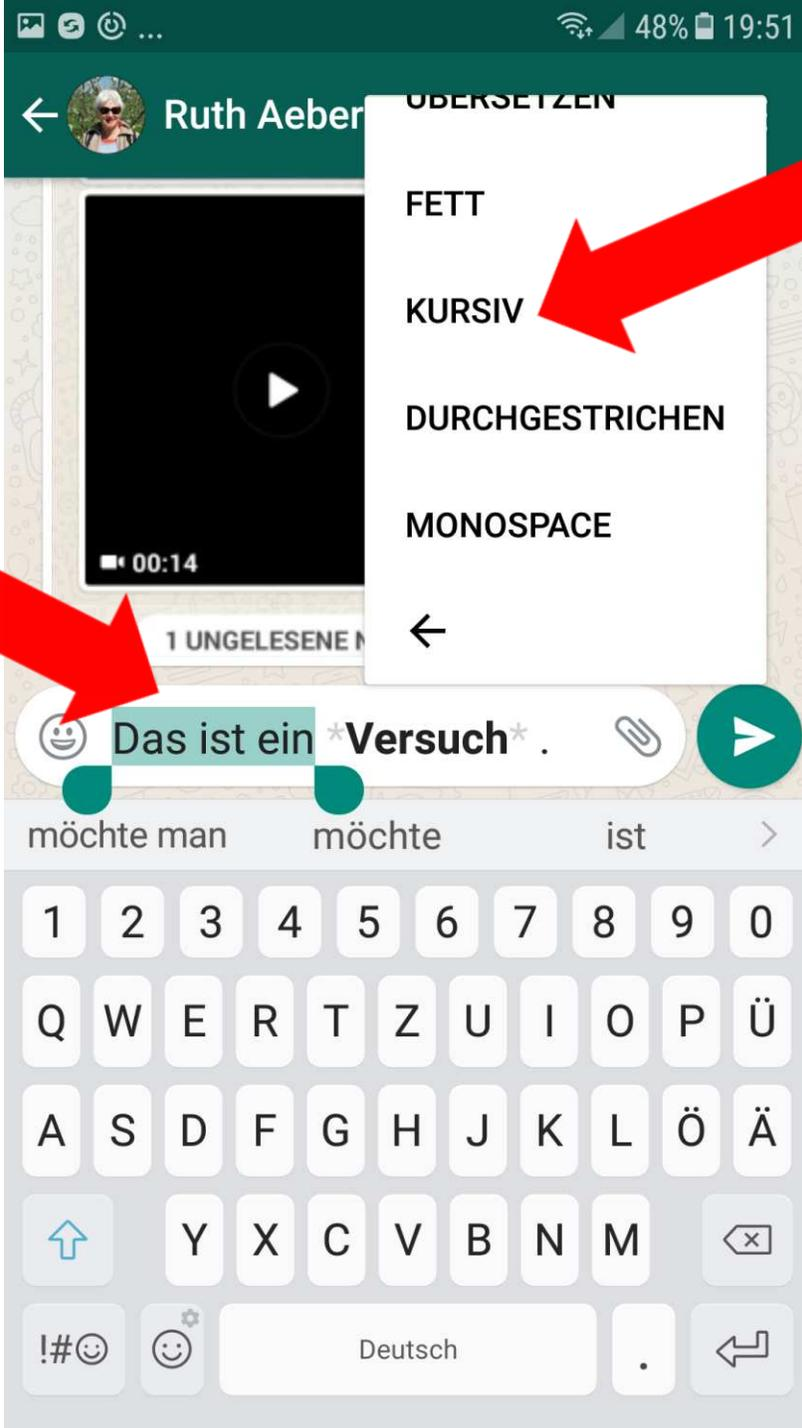 ... 48% 19:51
Ruth Aeber
ÜBERSETZEN
FETT
KURSIV
DURCHGESTRICHEN
MONOSPACE
00:14
1 UNGELESENE
Das ist ein *Versuch* .
möchte man möchte ist
1 2 3 4 5 6 7 8 9 0
Q W E R T Z U I O P Ü
A S D F G H J K L Ö Ä
Y X C V B N M
!#☺ Deutsch .